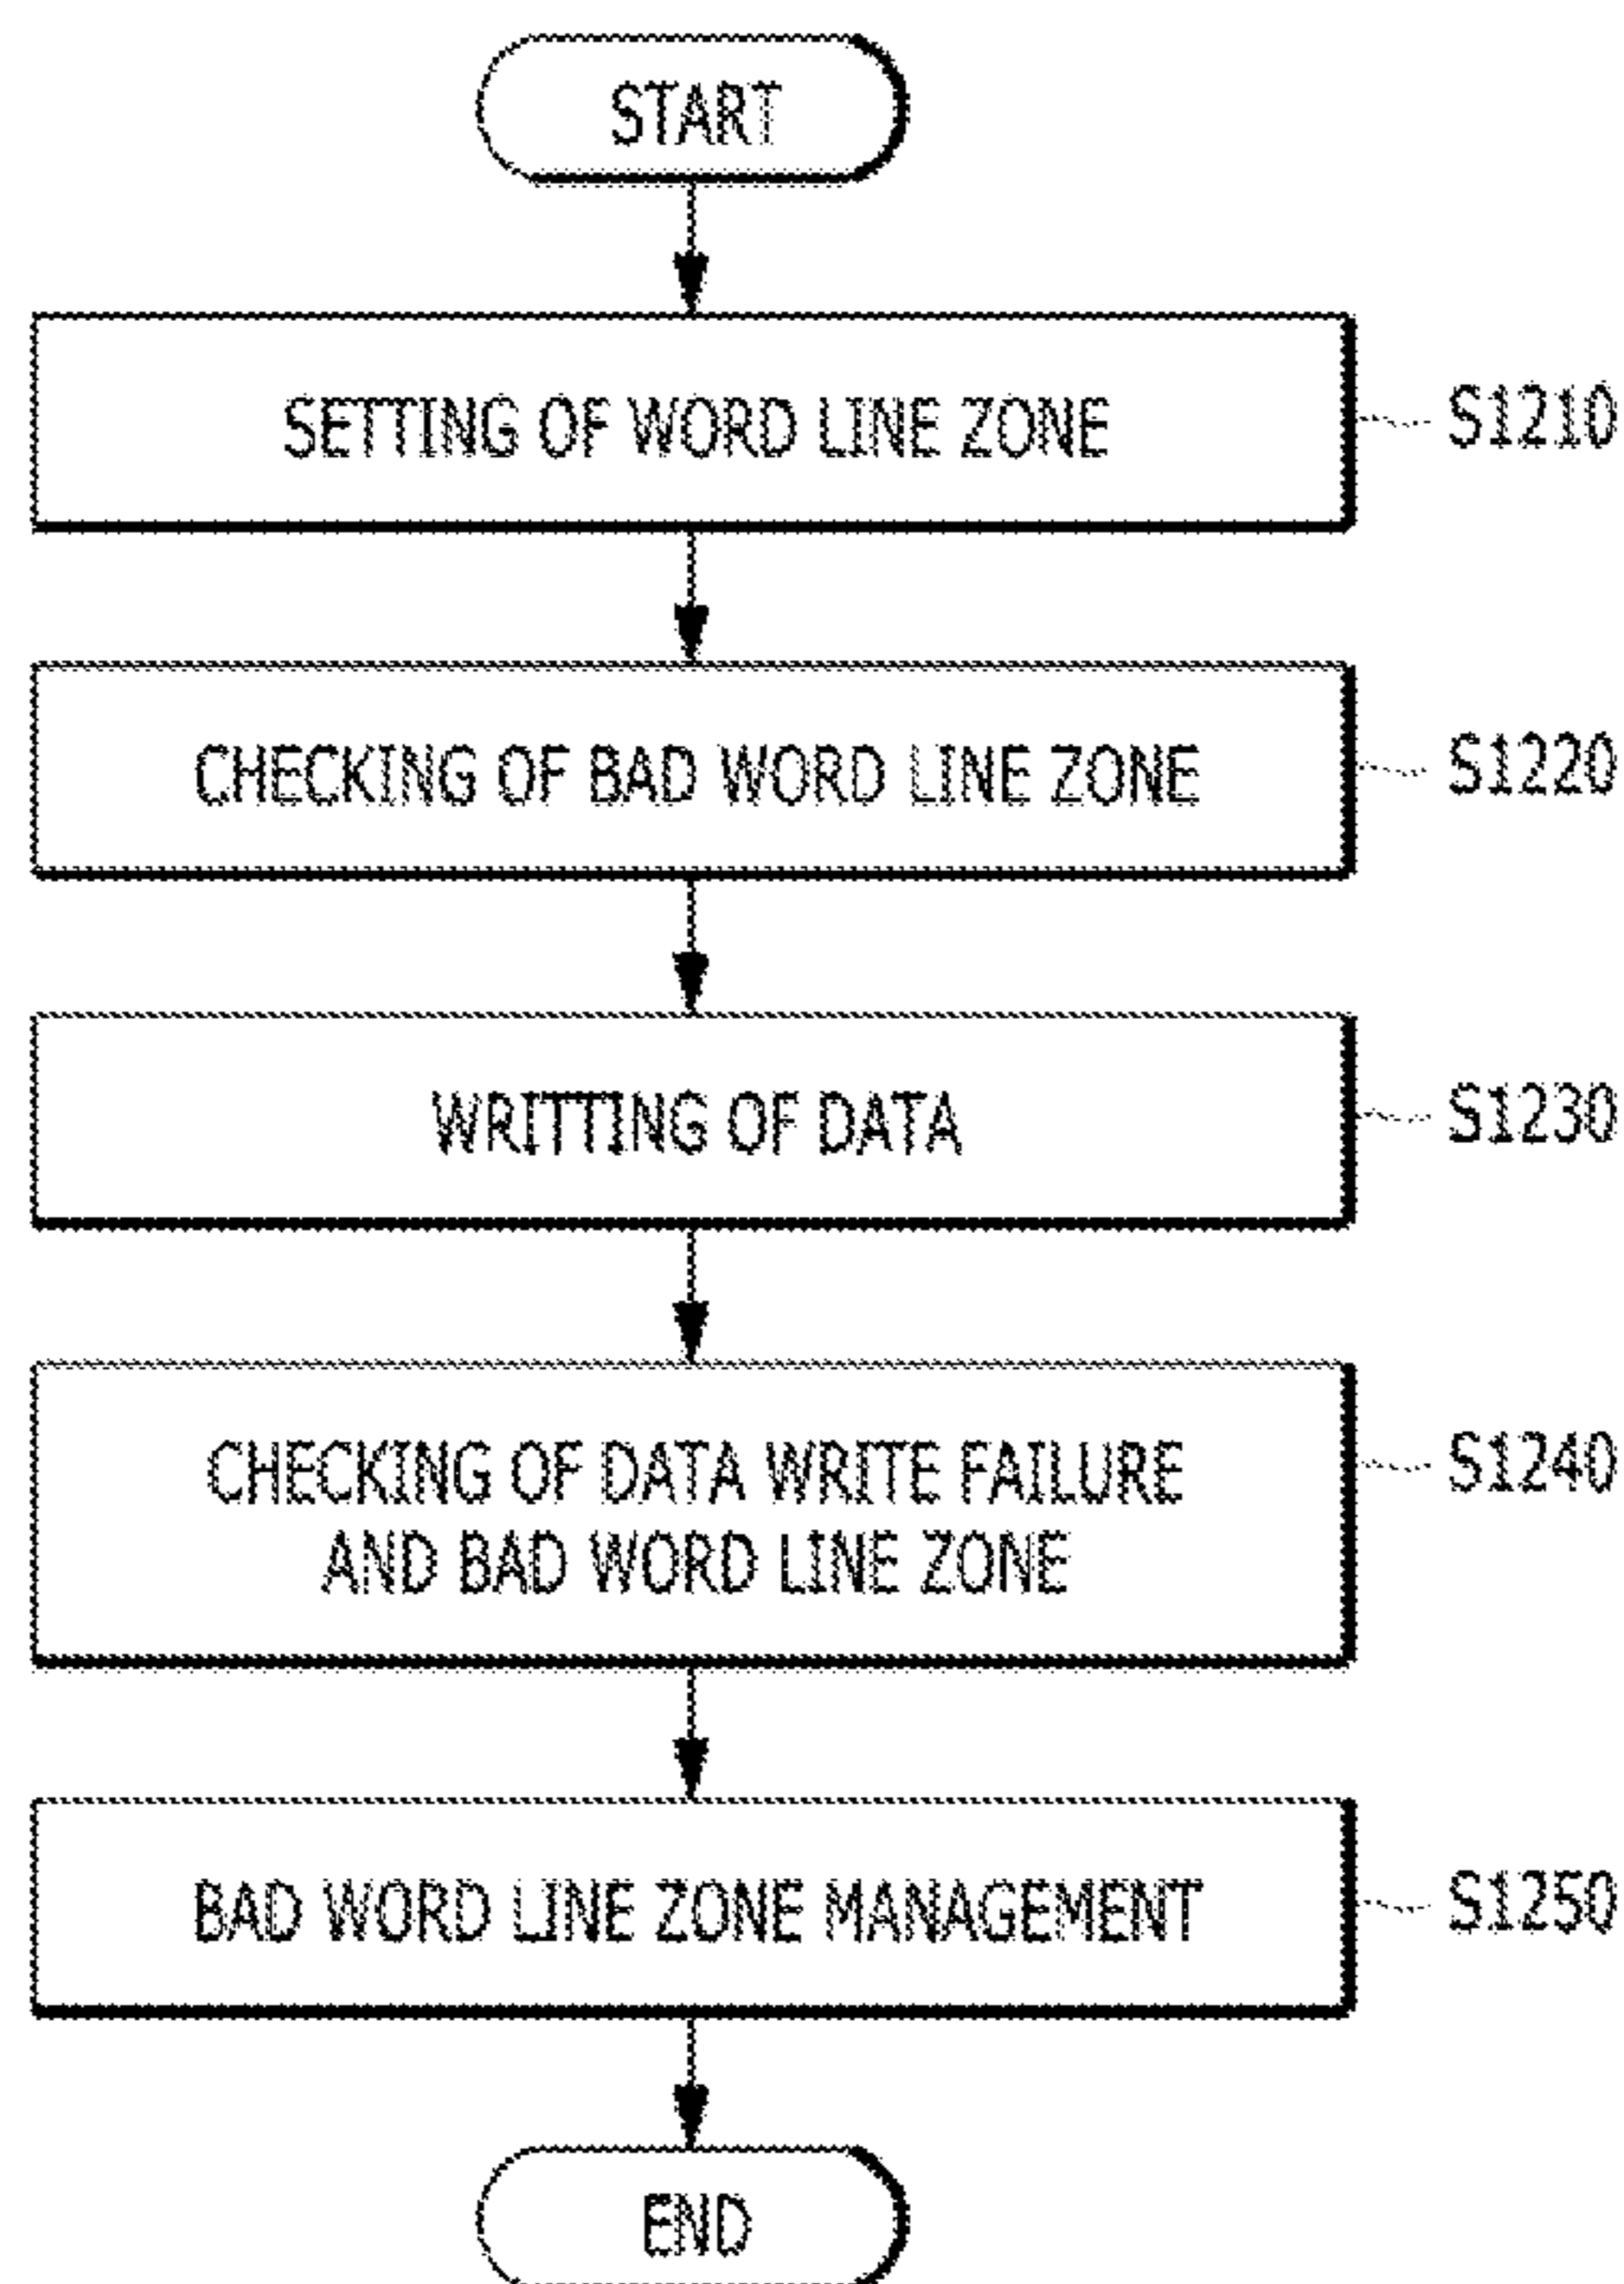 START
SETTING OF WORD LINE ZONE
S1210
CHECKING OF BAD WORD LINE ZONE
S1220
WRITTING OF DATA
S1230
CHECKING OF DATA WRITE FAILURE
AND BAD WORD LINE ZONE
S1240
BAD WORD LINE ZONE MANAGEMENT
S1250
END